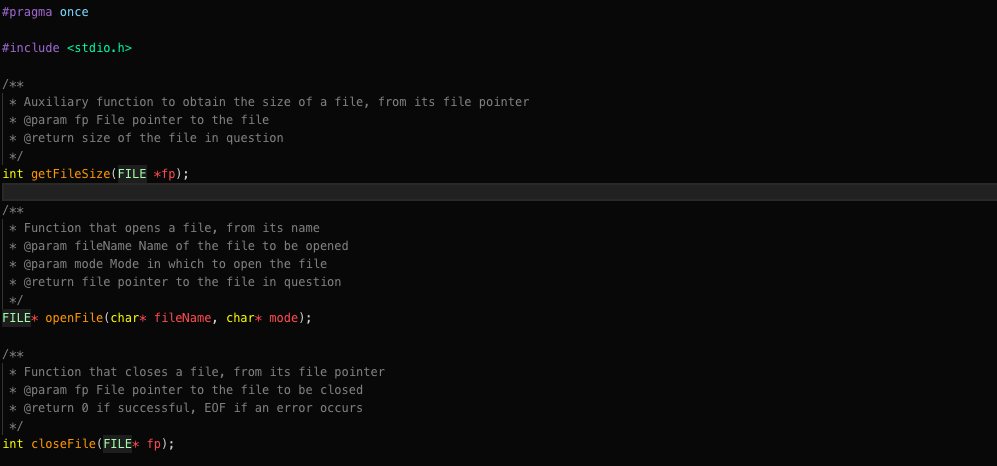 #pragma once
#include <stdio.h>
/**
 * Auxiliary function to obtain the size of a file, from its file pointer
 * @param fp File pointer to the file
 * @return size of the file in question
 */
int getFileSize(FILE *fp);
/**
 * Function that opens a file, from its name
 * @param fileName Name of the file to be opened
 * @param mode Mode in which to open the file
 * @return file pointer to the file in question
 */
FILE* openFile(char* fileName, char* mode);
/**
 * Function that closes a file, from its file pointer
 * @param fp File pointer to the file to be closed
 * @return 0 if successful, EOF if an error occurs
 */
int closeFile(FILE* fp);